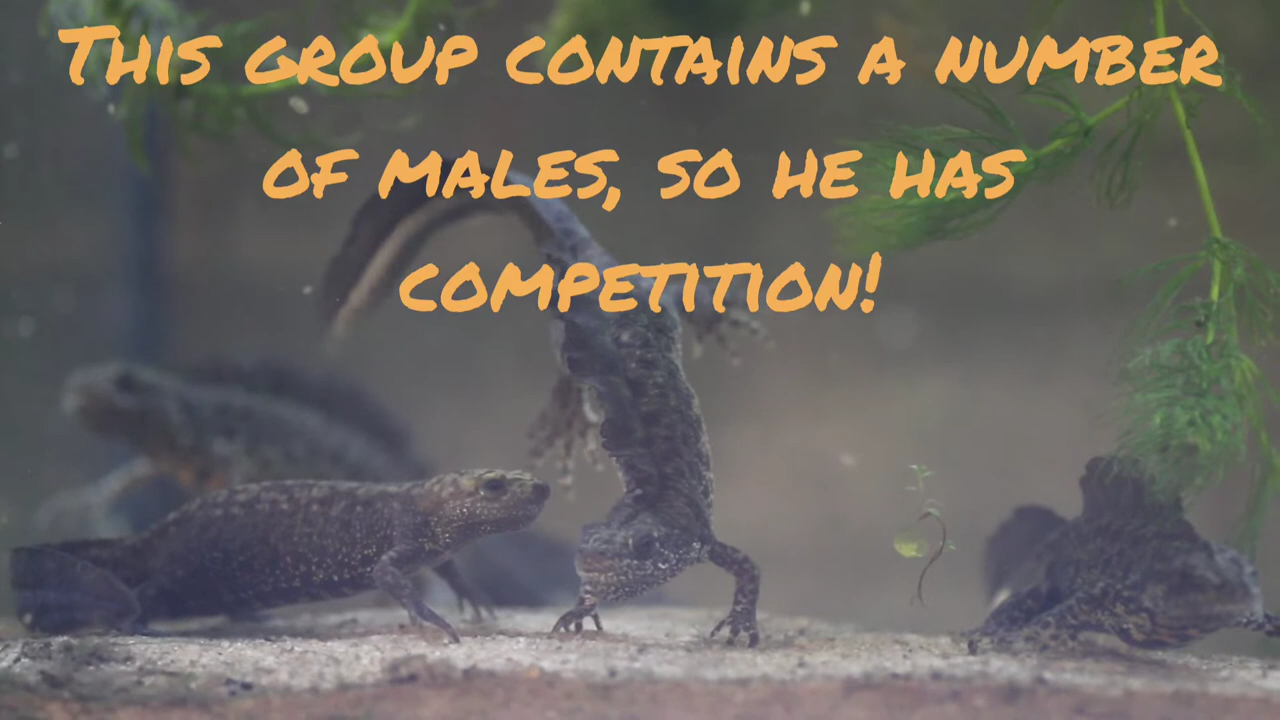 This group contains a number
of males, so he has
competition!